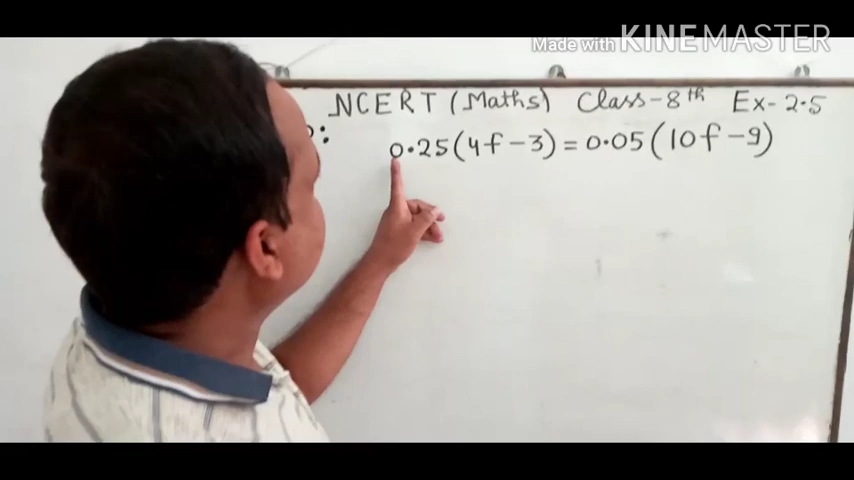 Made with KINEMASTER
NCERT (Maths) Class-8th Ex-2.5
0.25(4f-3)=0.05(10f-9)